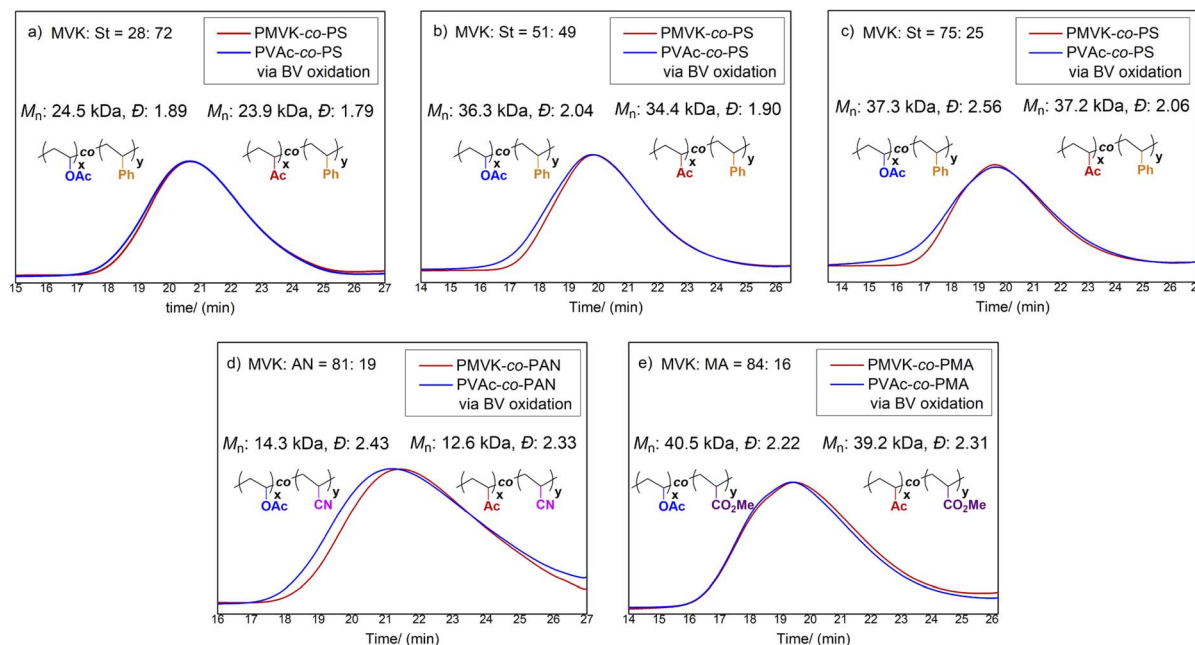 a) MVK: St = 28: 72
PMVK-co-PS
PVAc-co-PS
via BV oxidation
Mn: 24.5 kDa, Đ: 1.89
Mn: 23.9 kDa, Đ: 1.79
co
x
y
OAc
Ph
co
x
y
Ac
Ph
15 16 17 18 19 20 21 22 23 24 25 26 27
time/ (min)
b) MVK: St = 51: 49
PMVK-co-PS
PVAc-co-PS
via BV oxidation
Mn: 36.3 kDa, Đ: 2.04
Mn: 34.4 kDa, Đ: 1.90
co
x
y
OAc
Ph
co
x
y
Ac
Ph
14 15 16 17 18 19 20 21 22 23 24 25 26
Time/ (min)
c) MVK: St = 75: 25
PMVK-co-PS
PVAc-co-PS
via BV oxidation
Mn: 37.3 kDa, Đ: 2.56
Mn: 37.2 kDa, Đ: 2.06
co
x
y
OAc
Ph
co
x
y
Ac
Ph
14 15 16 17 18 19 20 21 22 23 24 25 26
Time/ (min)
d) MVK: AN = 81: 19
PMVK-co-PAN
PVAc-co-PAN
via BV oxidation
Mn: 14.3 kDa, Đ: 2.43
Mn: 12.6 kDa, Đ: 2.33
co
x
y
OAc
CN
co
x
y
Ac
CN
16 17 18 19 20 21 22 23 24 25 26 27
Time/ (min)
e) MVK: MA = 84: 16
PMVK-co-PMA
PVAc-co-PMA
via BV oxidation
Mn: 40.5 kDa, Đ: 2.22
Mn: 39.2 kDa, Đ: 2.31
co
x
y
OAc
CO2Me
co
x
y
Ac
CO2Me
14 15 16 17 18 19 20 21 22 23 24 25 26
Time/ (min)